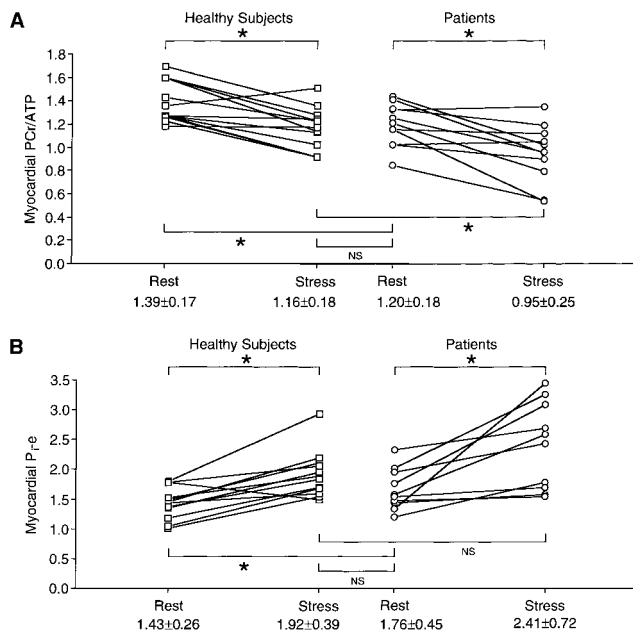 A
Healthy Subjects
Patients
*
*
Myocardial PCr/ATP
1.8
1.6
1.4
1.2
1.0
0.8
0.6
0.4
0.2
0.0
*
*
NS
Rest
Stress
Rest
Stress
1.39±0.17
1.16±0.18
1.20±0.18
0.95±0.25
B
Healthy Subjects
Patients
*
*
Myocardial Pi-e
3.5
3.0
2.5
2.0
1.5
1.0
0.5
0.0
NS
*
NS
Rest
Stress
Rest
Stress
1.43±0.26
1.92±0.39
1.76±0.45
2.41±0.72